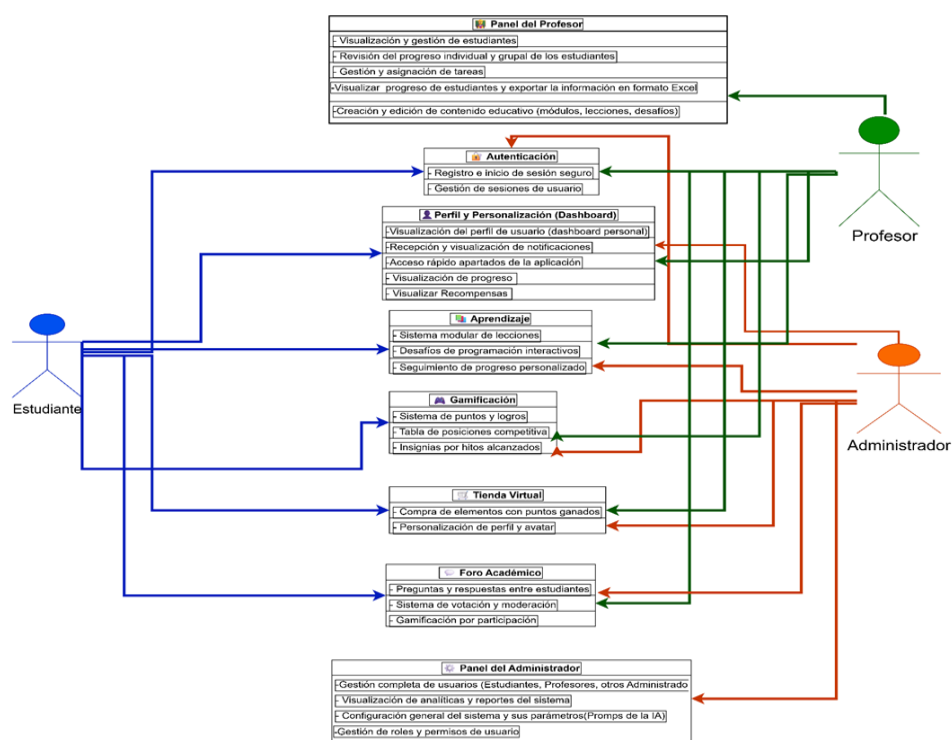 Panel del Profesor
- Visualización y gestión de estudiantes
- Revisión del progreso individual y grupal de los estudiantes
- Gestión y asignación de tareas
-Visualizar progreso de estudiantes y exportar la información en formato Excel
-Creación y edición de contenido educativo (módulos, lecciones, desafíos)
Autenticación
- Registro e inicio de sesión seguro
- Gestión de sesiones de usuario
Profesor
Perfil y Personalización (Dashboard)
-Visualización del perfil de usuario (dashboard personal)
-Recepción y visualización de notificaciones
-Acceso rápido apartados de la aplicación
- Visualización de progreso
- Visualizar Recompensas
Aprendizaje
- Sistema modular de lecciones
- Desafíos de programación interactivos
- Seguimiento de progreso personalizado
Estudiante
Gamificación
- Sistema de puntos y logros
- Tabla de posiciones competitiva
- Insignias por hitos alcanzados
Administrador
Tienda Virtual
- Compra de elementos con puntos ganados
- Personalización de perfil y avatar
Foro Académico
- Preguntas y respuestas entre estudiantes
- Sistema de votación y moderación
- Gamificación por participación
Panel del Administrador
-Gestión completa de usuarios (Estudiantes, Profesores, otros Administrado
- Visualización de analíticas y reportes del sistema
- Configuración general del sistema y sus parámetros(Promps de la IA)
-Gestión de roles y permisos de usuario